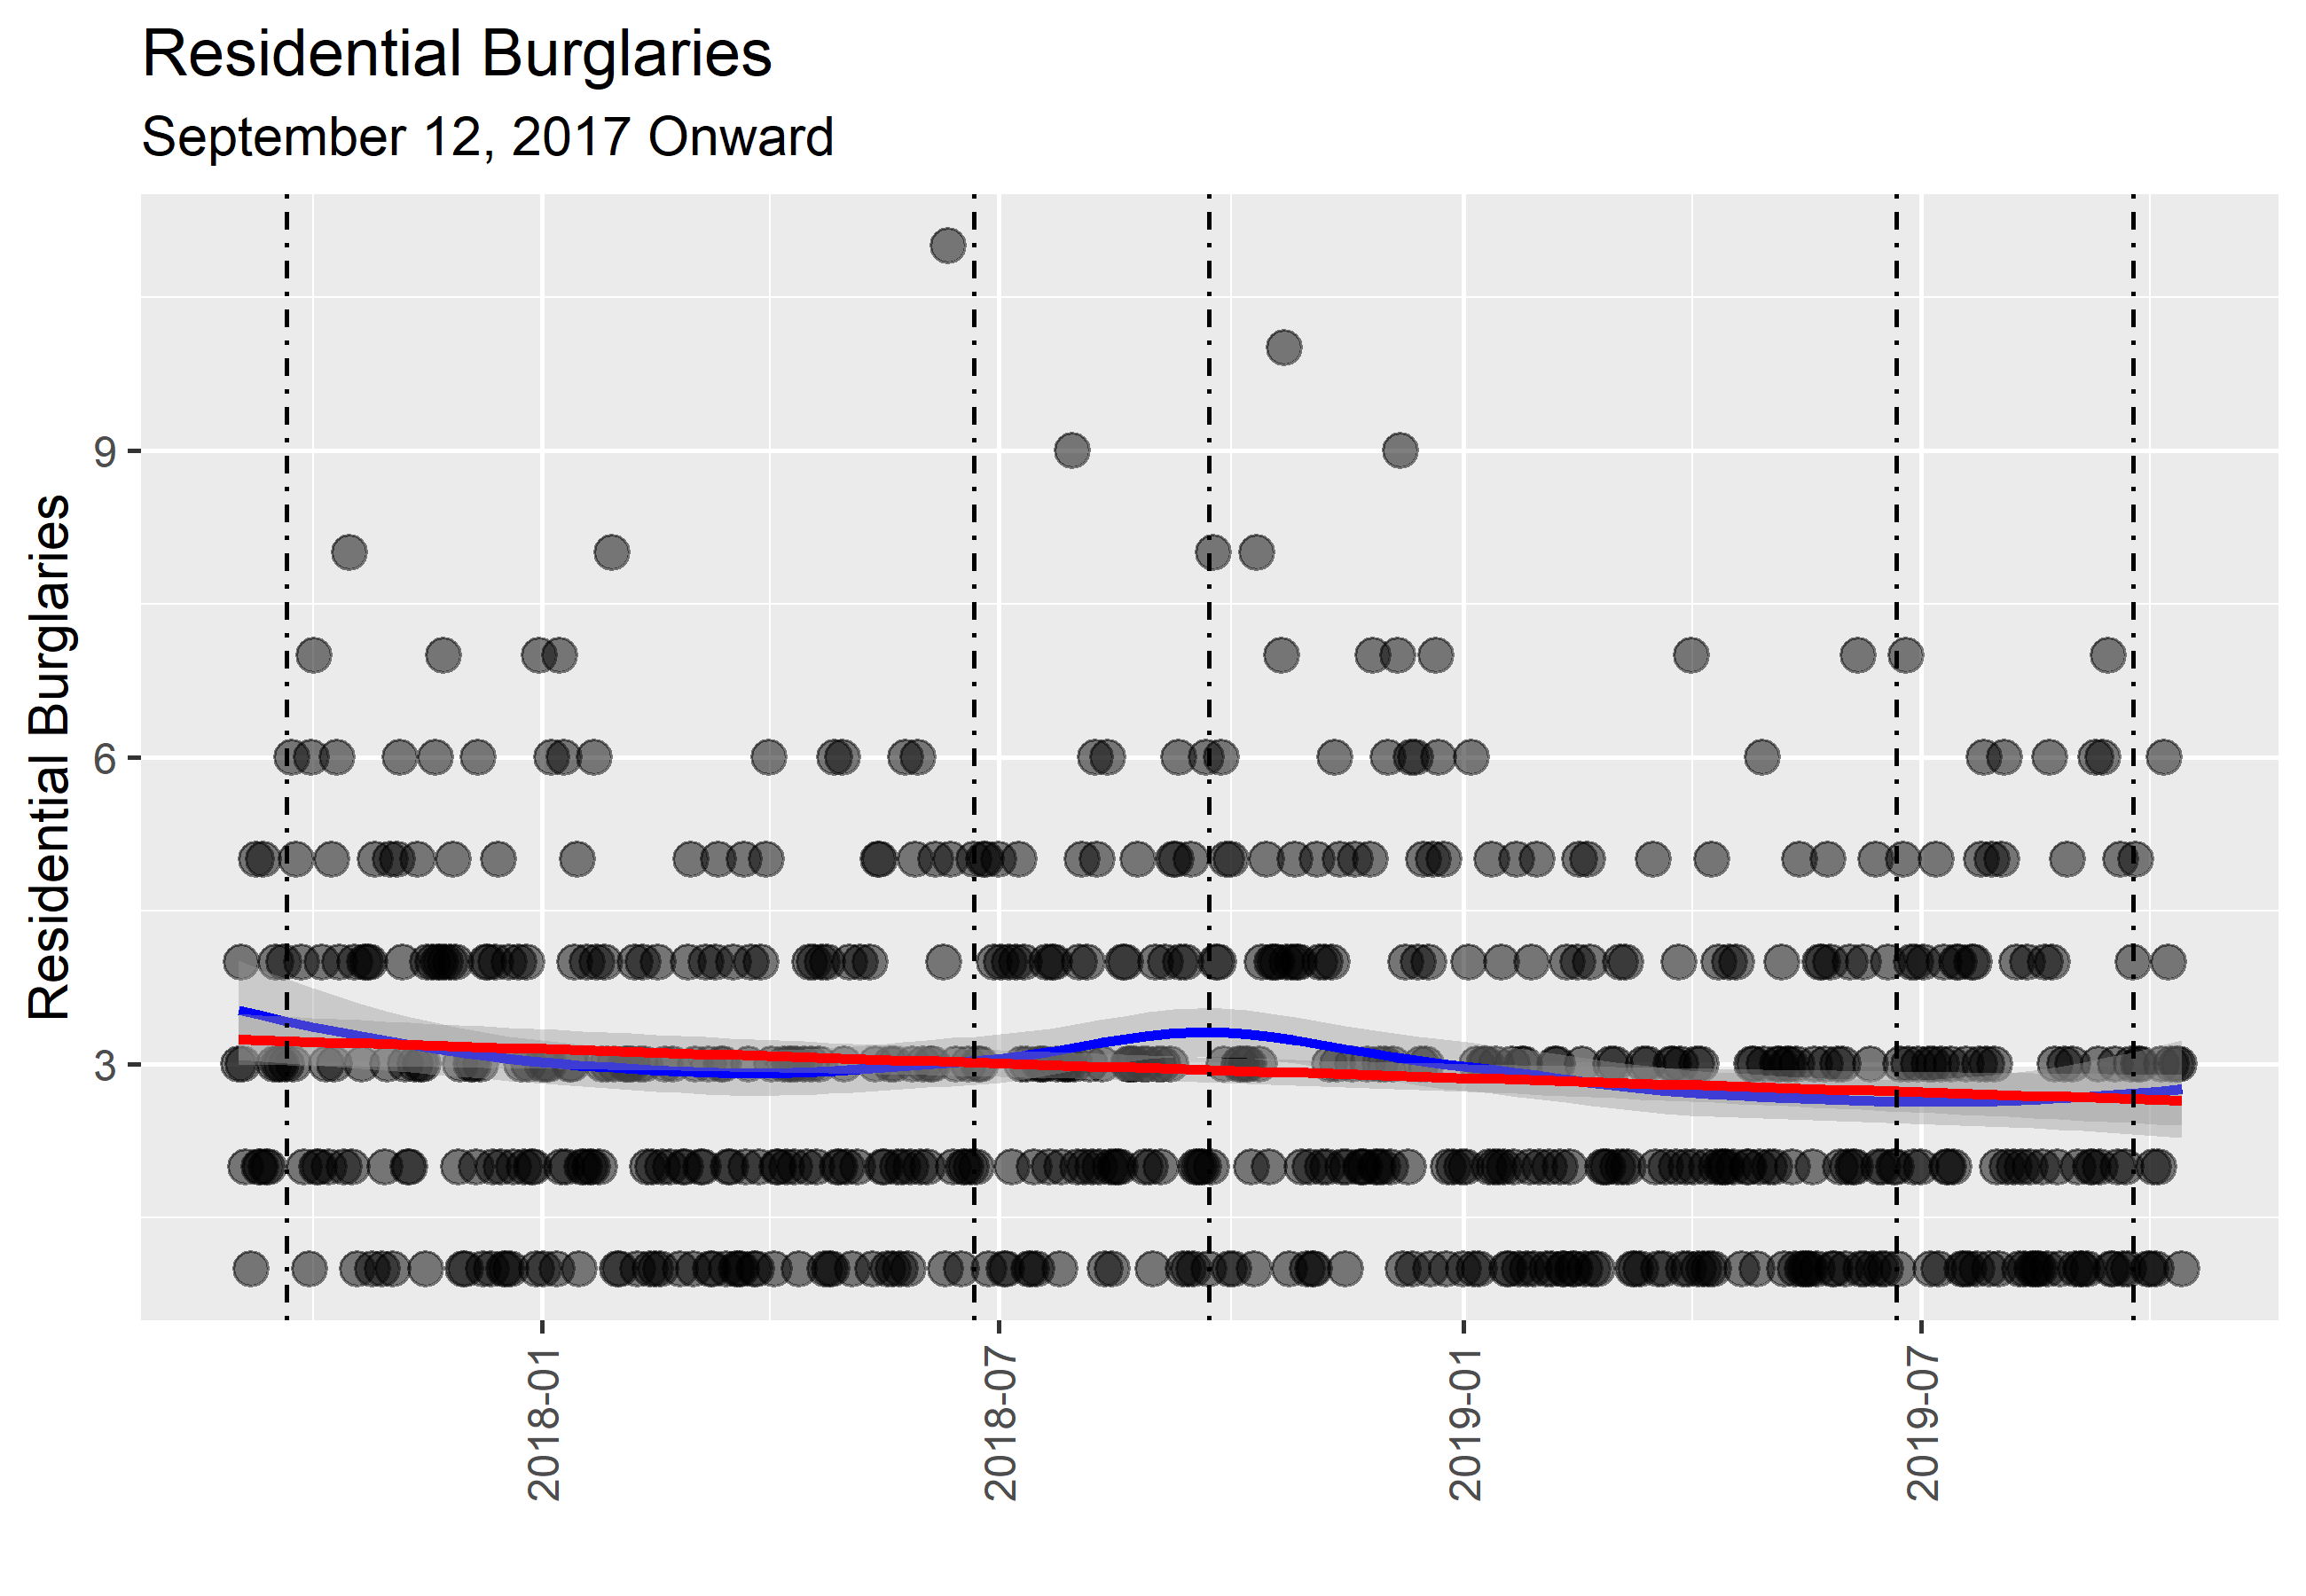 Residential Burglaries
September 12, 2017 Onward
Residential Burglaries
9
6
3
2018-01
2018-07
2019-01
2019-07